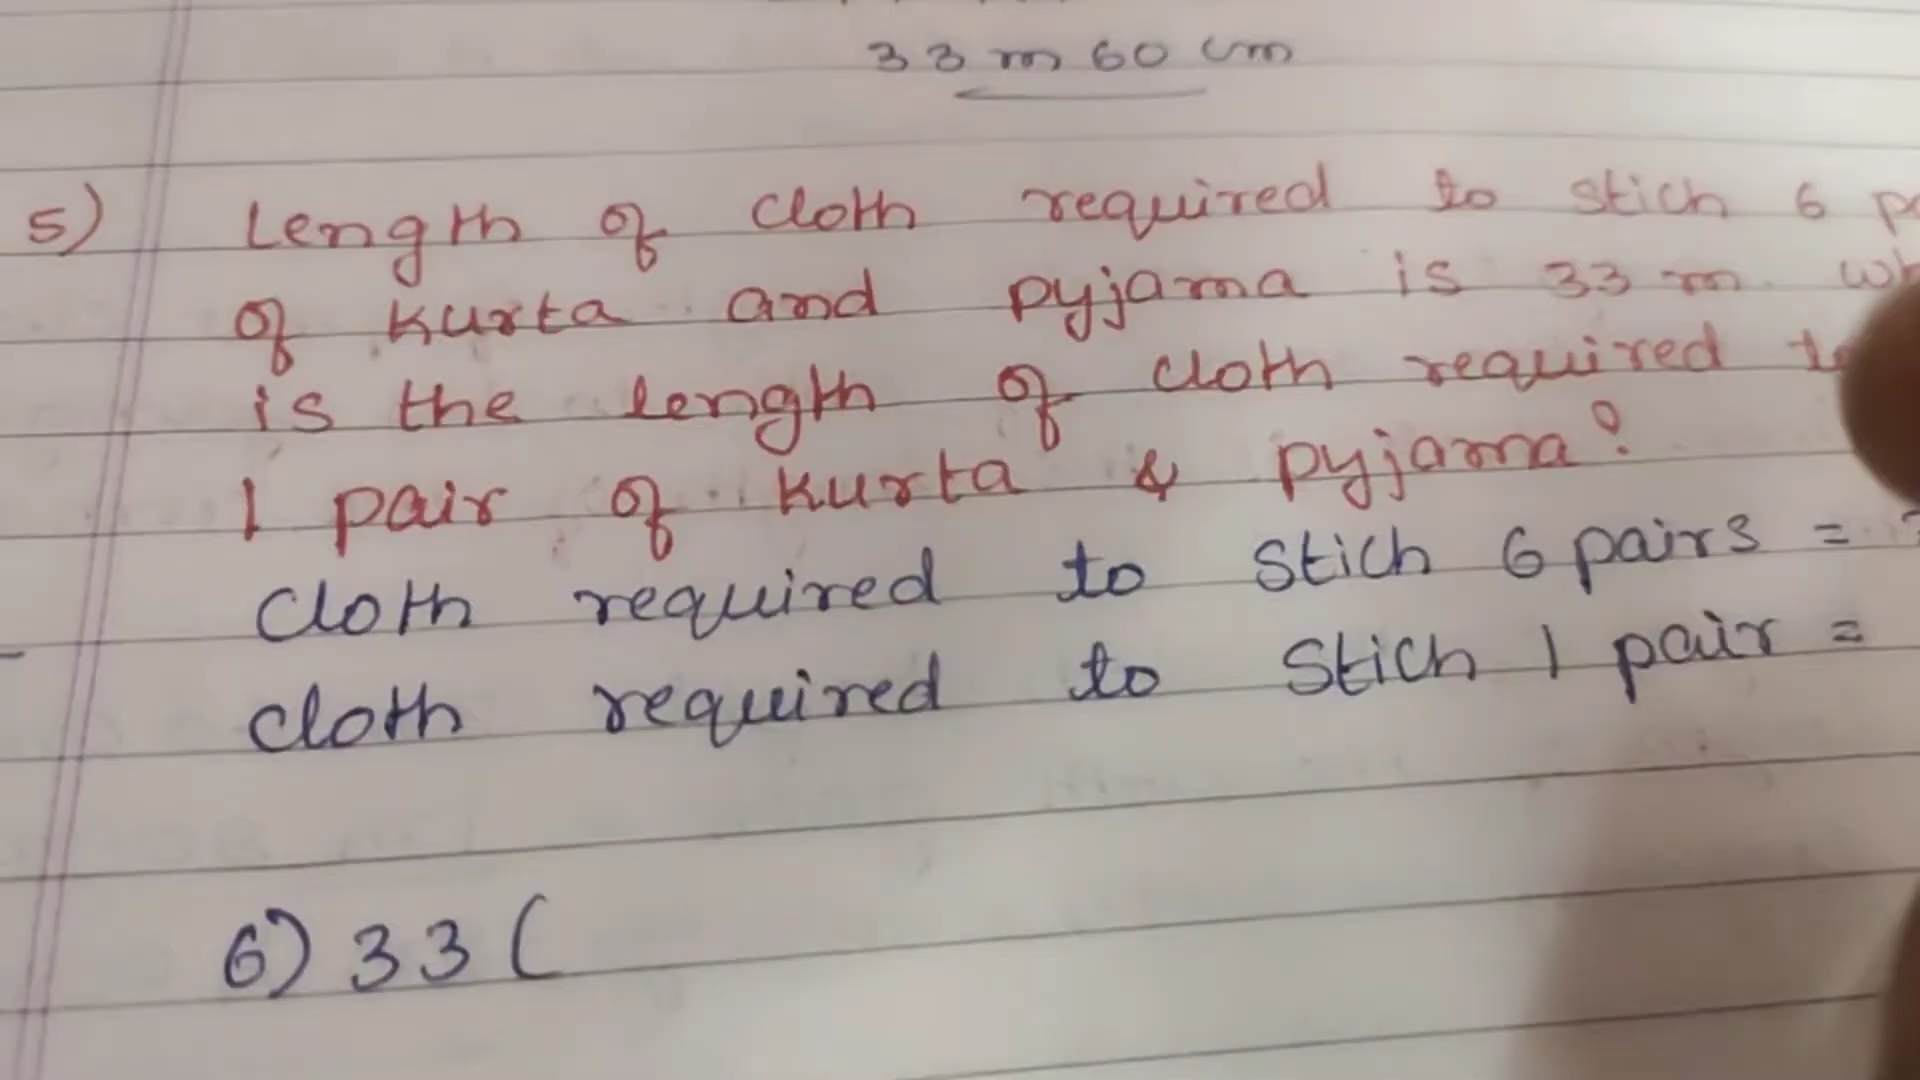 33 m 60 cm
5) Length of cloth required to stich 6
of kurta and pyjama is 33 m
is the length of cloth required
1 pair of kurta & pyjama?
cloth required to stich 6 pairs =
cloth required to stich 1 pair =
6) 33 (